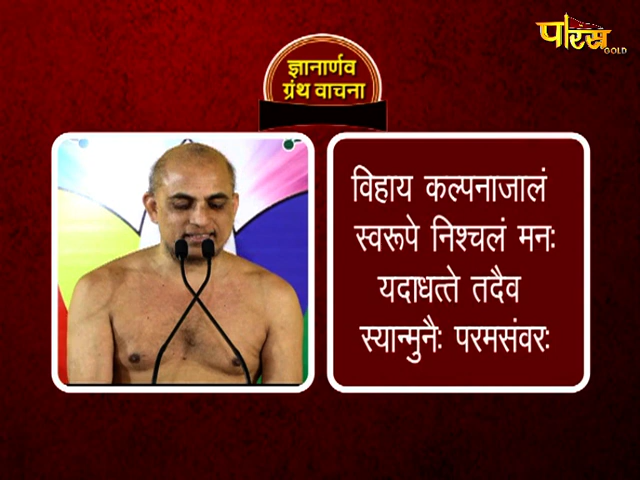 पारस
GOLD
ज्ञानार्णव
ग्रंथ वाचना
विहाय कल्पनाजालं
स्वरूपे निश्चलं मनः
यदाधत्ते तदैव
स्यान्मुनैः परमसंवरः